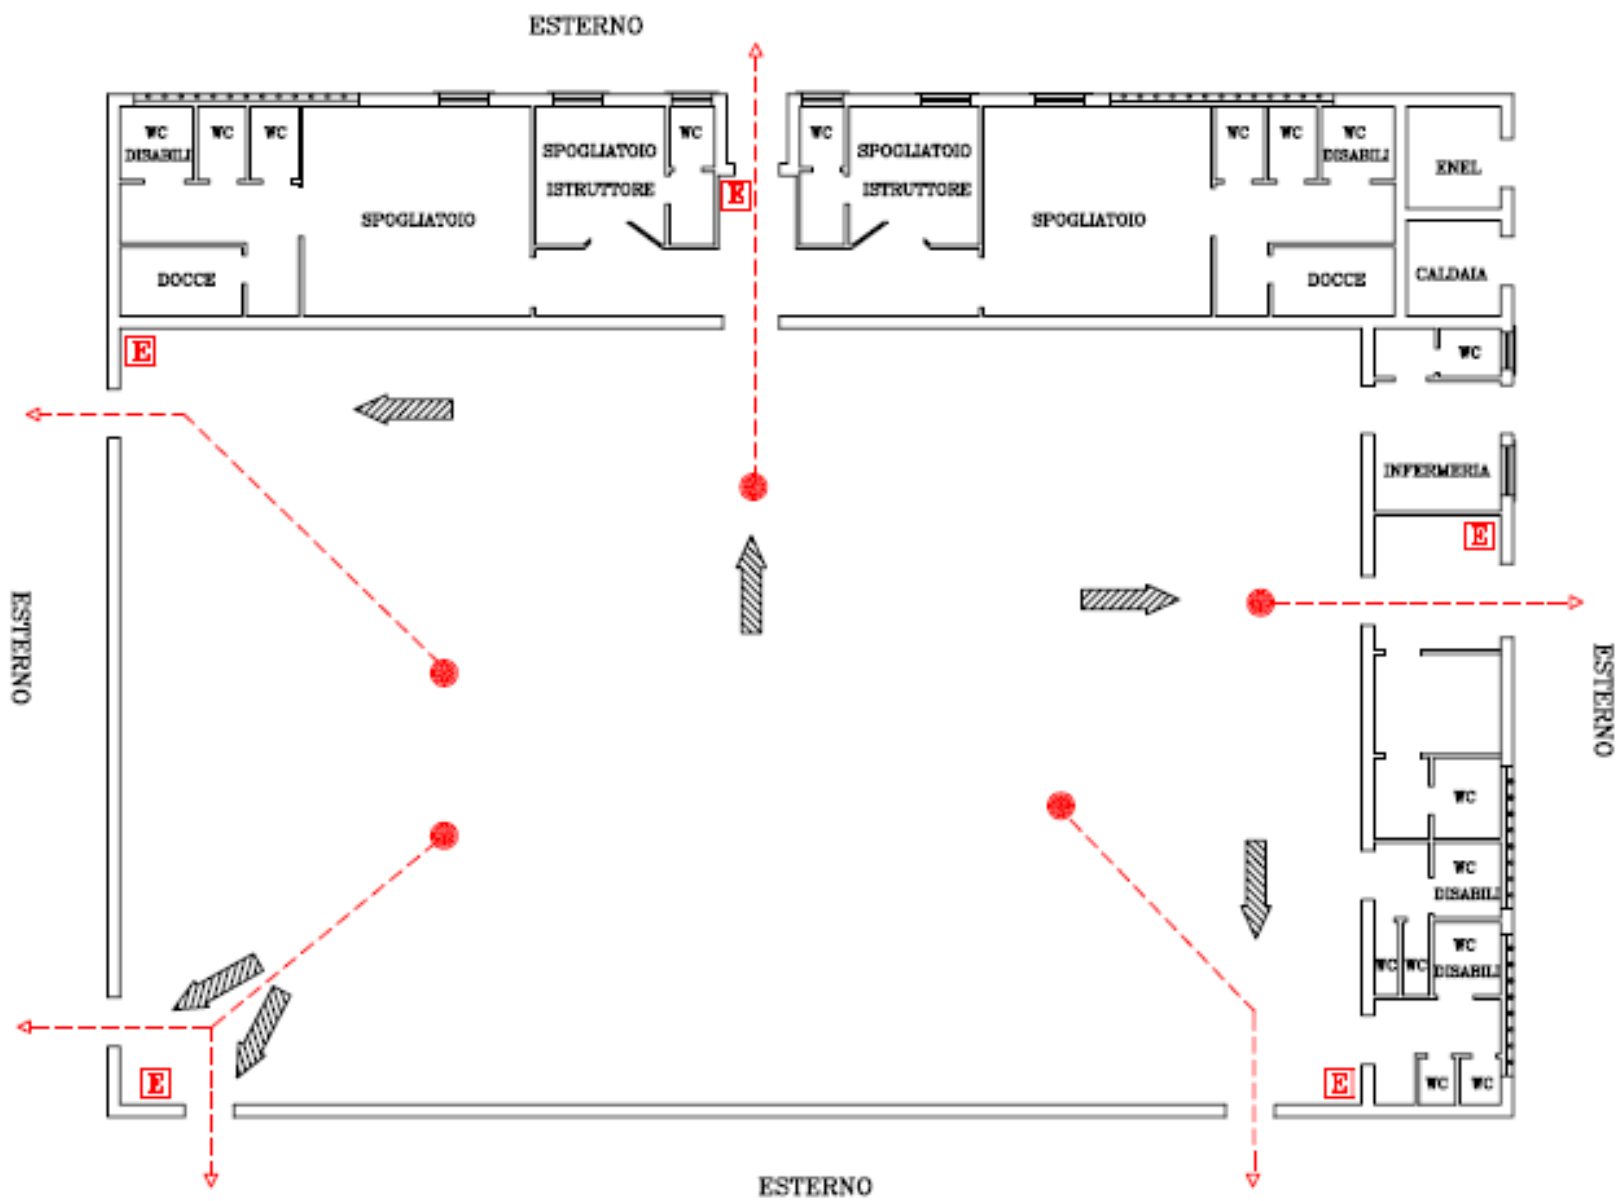 ESTERNO
WC
DISABILI
WC
WC
SPOGLIATOIO
ISTRUTTORE
WC
WC
SPOGLIATOIO
ISTRUTTORE
WC
WC
WC
DISABILI
ENEL
E
SPOGLIATOIO
SPOGLIATOIO
DOCCE
DOCCE
CALDAIA
E
WC
INFERMERIA
E
ESTERNO
ESTERNO
WC
WC
DISABILI
WC
WC
WC
DISABILI
E
E
WC
WC
ESTERNO